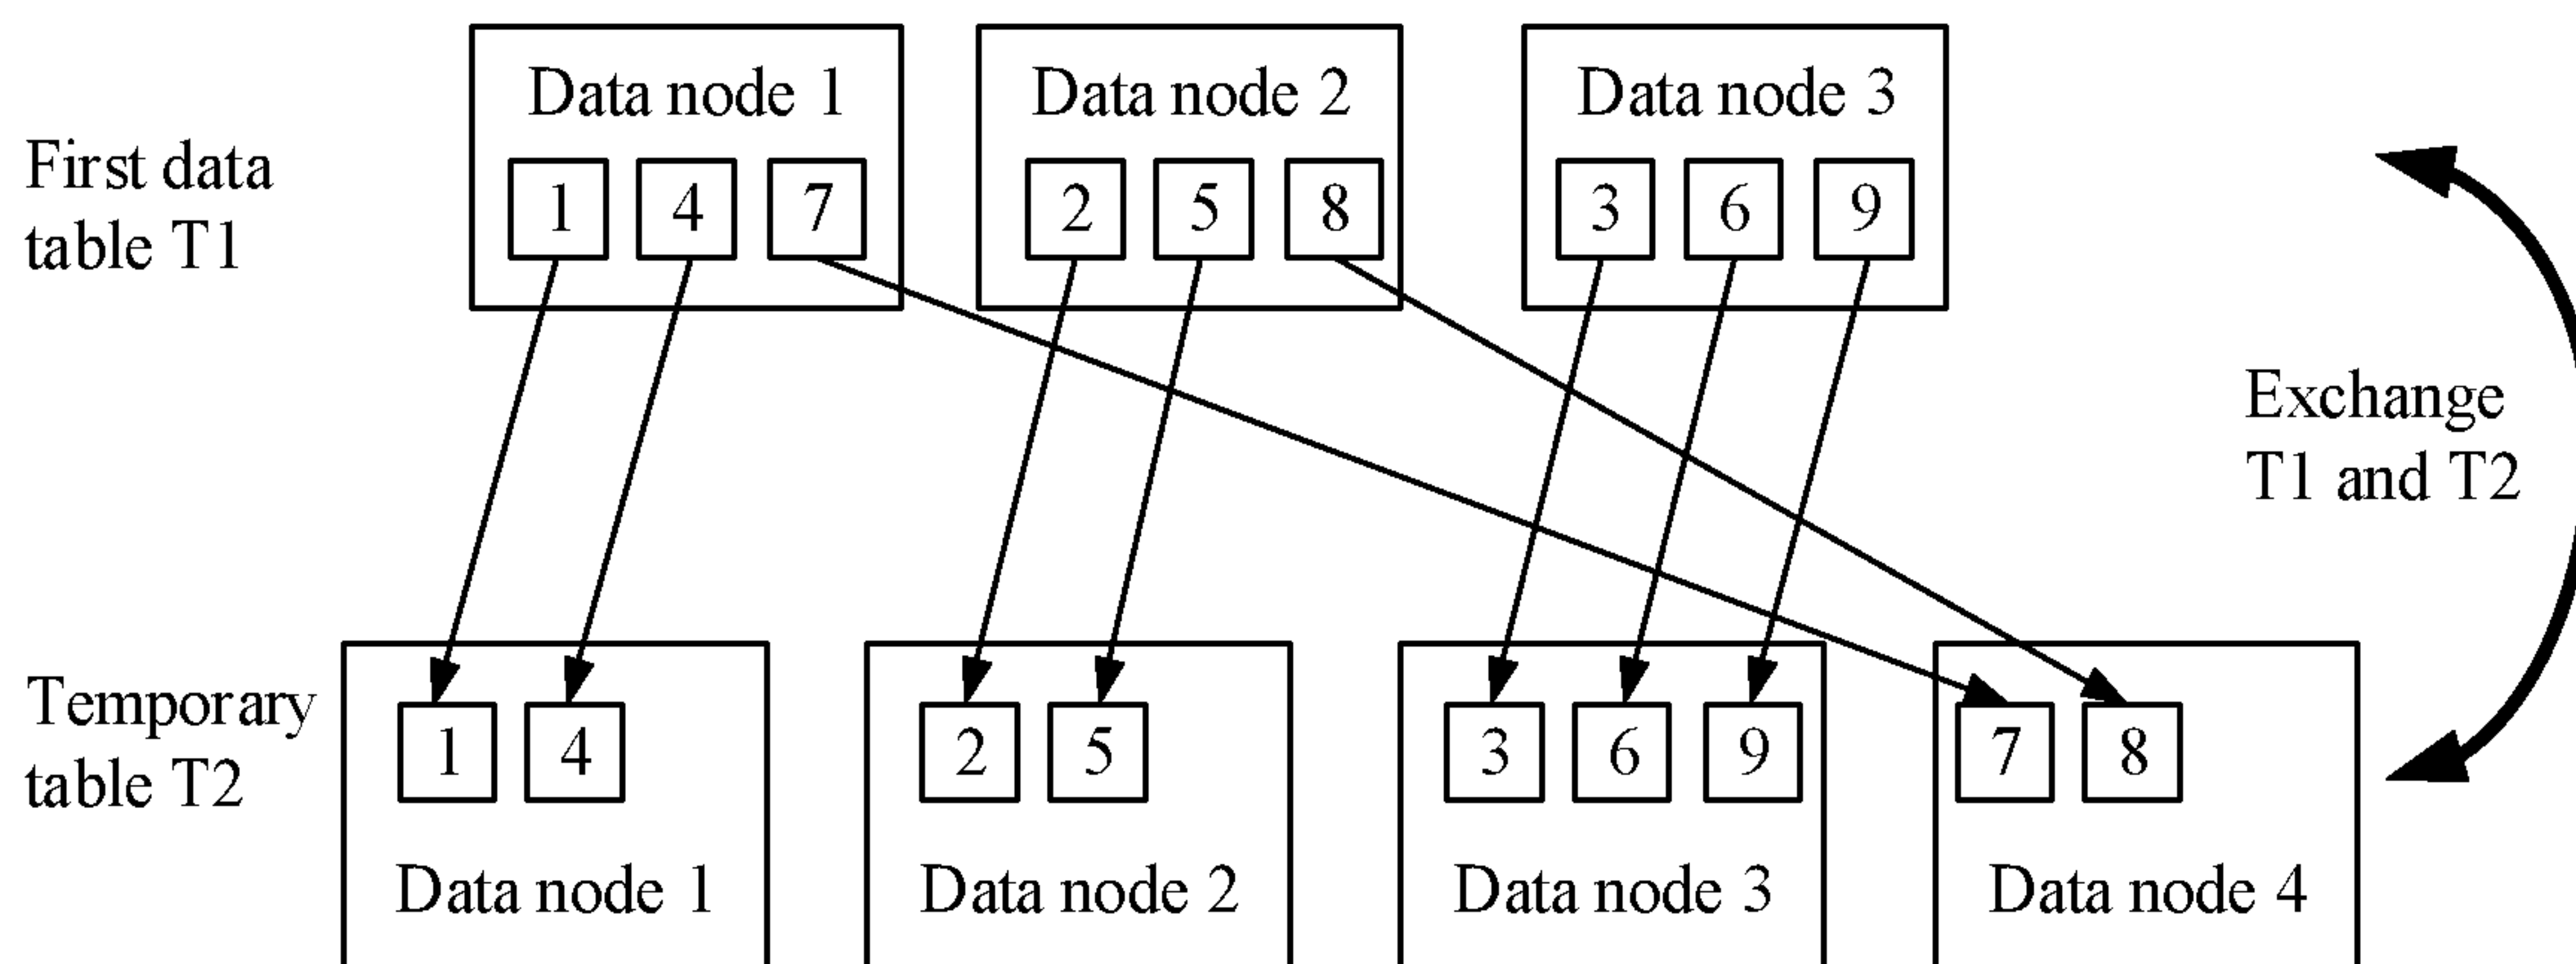 Data node 1
Data node 2
Data node 3
First data
table T1
1 4 7
2 5 8
3 6 9
Exchange
T1 and T2
Temporary
table T2
1 4
2 5
3 6 9
7 8
Data node 1
Data node 2
Data node 3
Data node 4